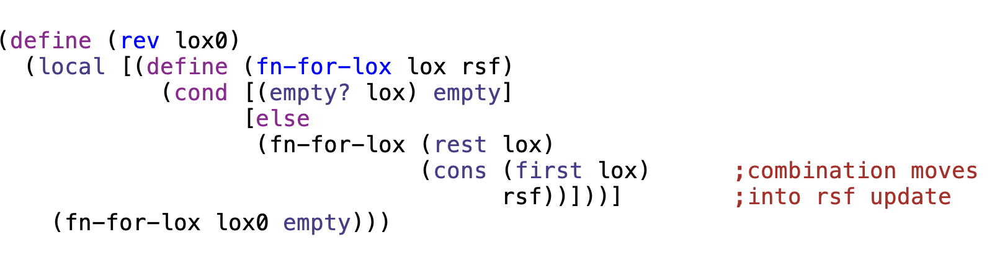 (define (rev lox0)
  (local [(define (fn-for-lox lox rsf)
            (cond [(empty? lox) empty]
                  [else
                   (fn-for-lox (rest lox)
                               (cons (first lox)      ;combination moves
                                     rsf))]))]        ;into rsf update
    (fn-for-lox lox0 empty)))